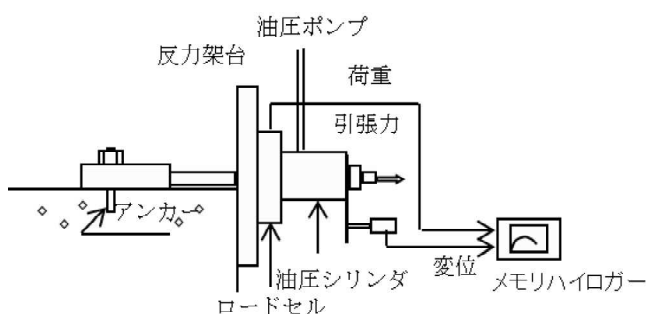 油圧ポンプ
反力架台
荷重
引張力
アンカー
油圧シリンダ
変位
メモリハイロガー
ロードセル